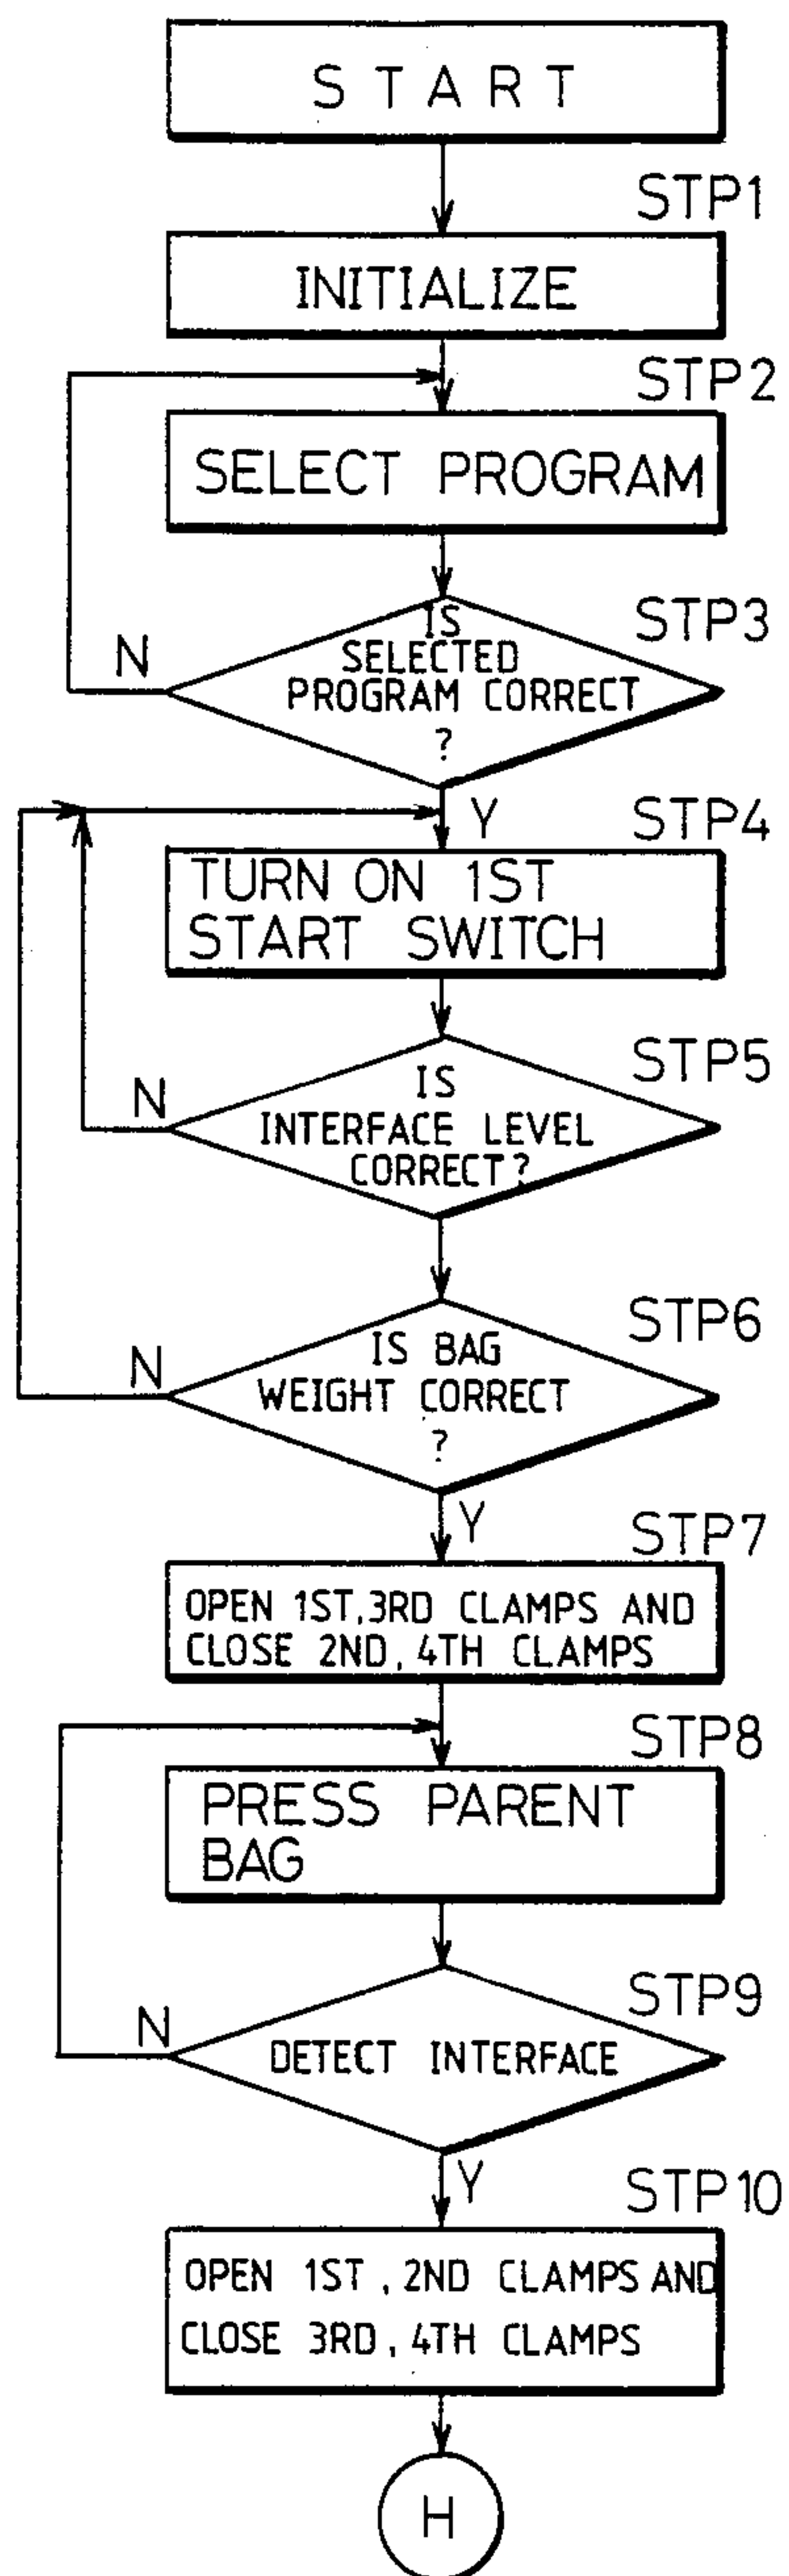 START
STP1
INITIALIZE
STP2
SELECT PROGRAM
STP3
IS
SELECTED
PROGRAM CORRECT
?
N
Y
STP4
TURN ON 1ST
START SWITCH
STP5
IS
INTERFACE LEVEL
CORRECT?
N
STP6
IS BAG
WEIGHT CORRECT
?
N
Y
STP7
OPEN 1ST, 3RD CLAMPS AND
CLOSE 2ND, 4TH CLAMPS
STP8
PRESS PARENT
BAG
STP9
DETECT INTERFACE
N
Y
STP10
OPEN 1ST, 2ND CLAMPS AND
CLOSE 3RD, 4TH CLAMPS
H